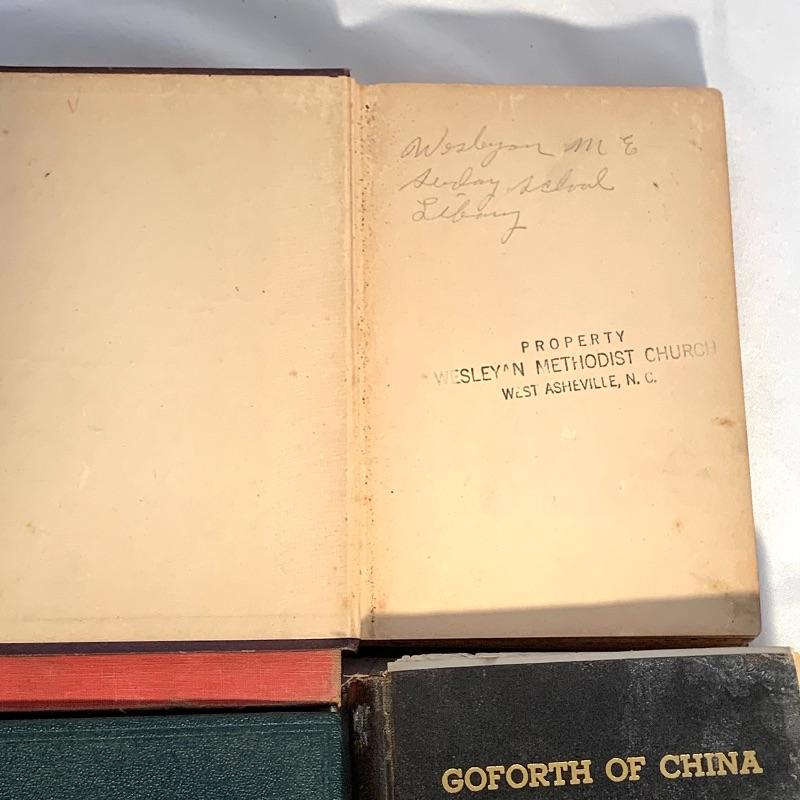 Wesleyan M E
Sunday School
Library
PROPERTY
WESLEYAN METHODIST CHURCH
WEST ASHEVILLE, N. C.
GOFORTH OF CHINA